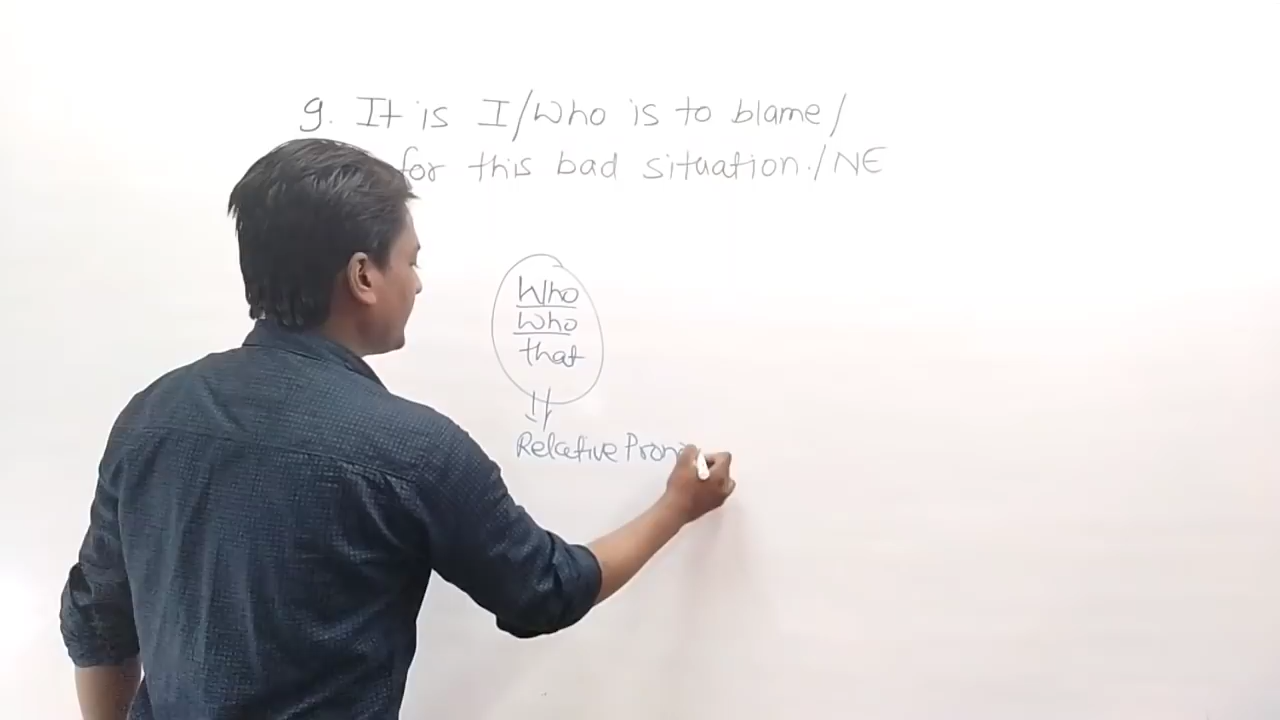 9. It is I/Who is to blame/
for this bad situation./NE
Who
Who
that
Relative Pron